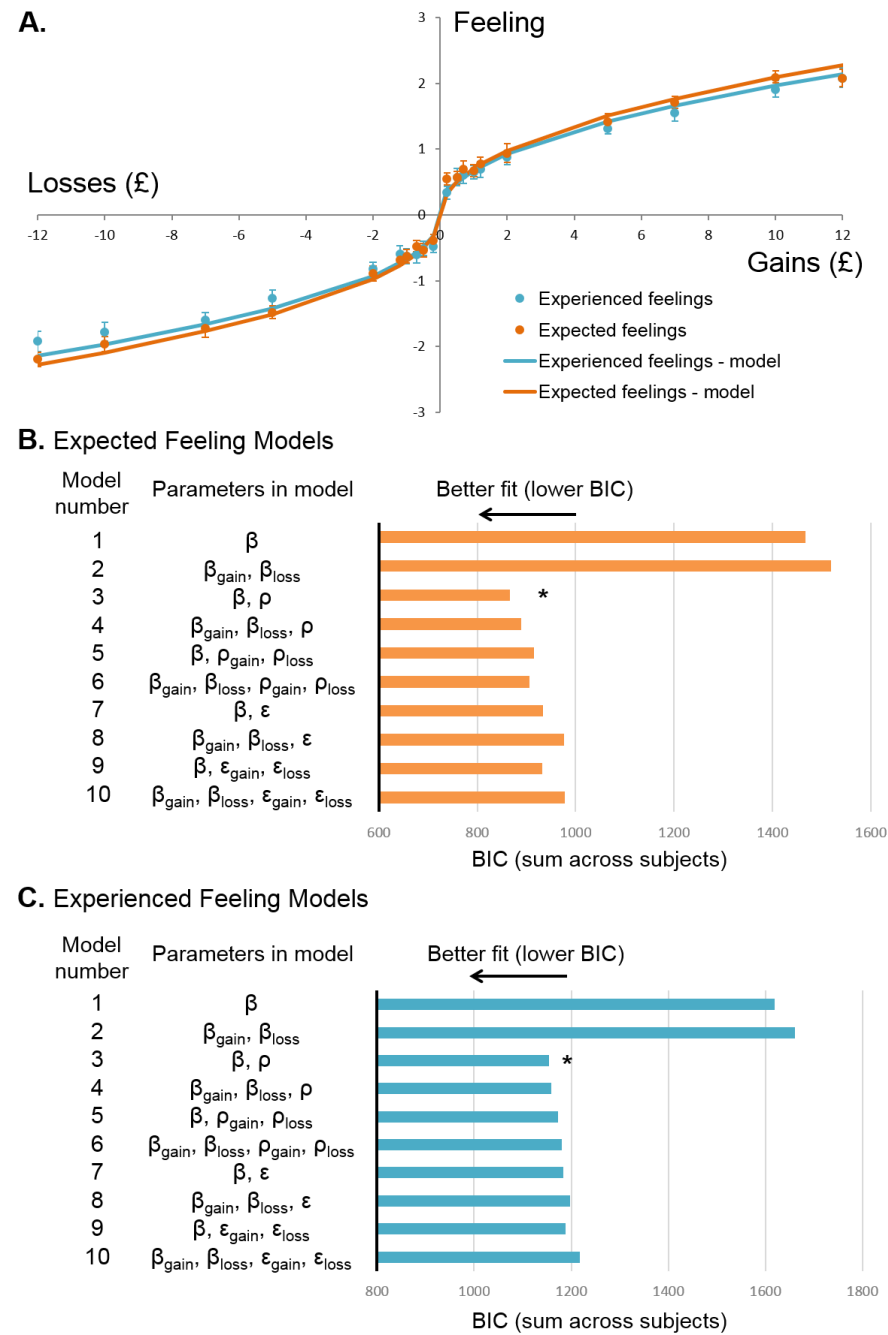 A.
Feeling
3
2
1
0
-1
-2
-3
Losses (£)
-12 -10 -8 -6 -4 -2 0 2 4 6 8 10 12
Gains (£)
Experienced feelings
Expected feelings
Experienced feelings - model
Expected feelings - model
B. Expected Feeling Models
Model number
Parameters in model
Better fit (lower BIC)
1 β
2 βgain, βloss
3 β, ρ *
4 βgain, βloss, ρ
5 β, ρgain, ρloss
6 βgain, βloss, ρgain, ρloss
7 β, ε
8 βgain, βloss, ε
9 β, εgain, εloss
10 βgain, βloss, εgain, εloss
600 800 1000 1200 1400 1600
BIC (sum across subjects)
C. Experienced Feeling Models
Model number
Parameters in model
Better fit (lower BIC)
1 β
2 βgain, βloss
3 β, ρ *
4 βgain, βloss, ρ
5 β, ρgain, ρloss
6 βgain, βloss, ρgain, ρloss
7 β, ε
8 βgain, βloss, ε
9 β, εgain, εloss
10 βgain, βloss, εgain, εloss
800 1000 1200 1400 1600 1800
BIC (sum across subjects)